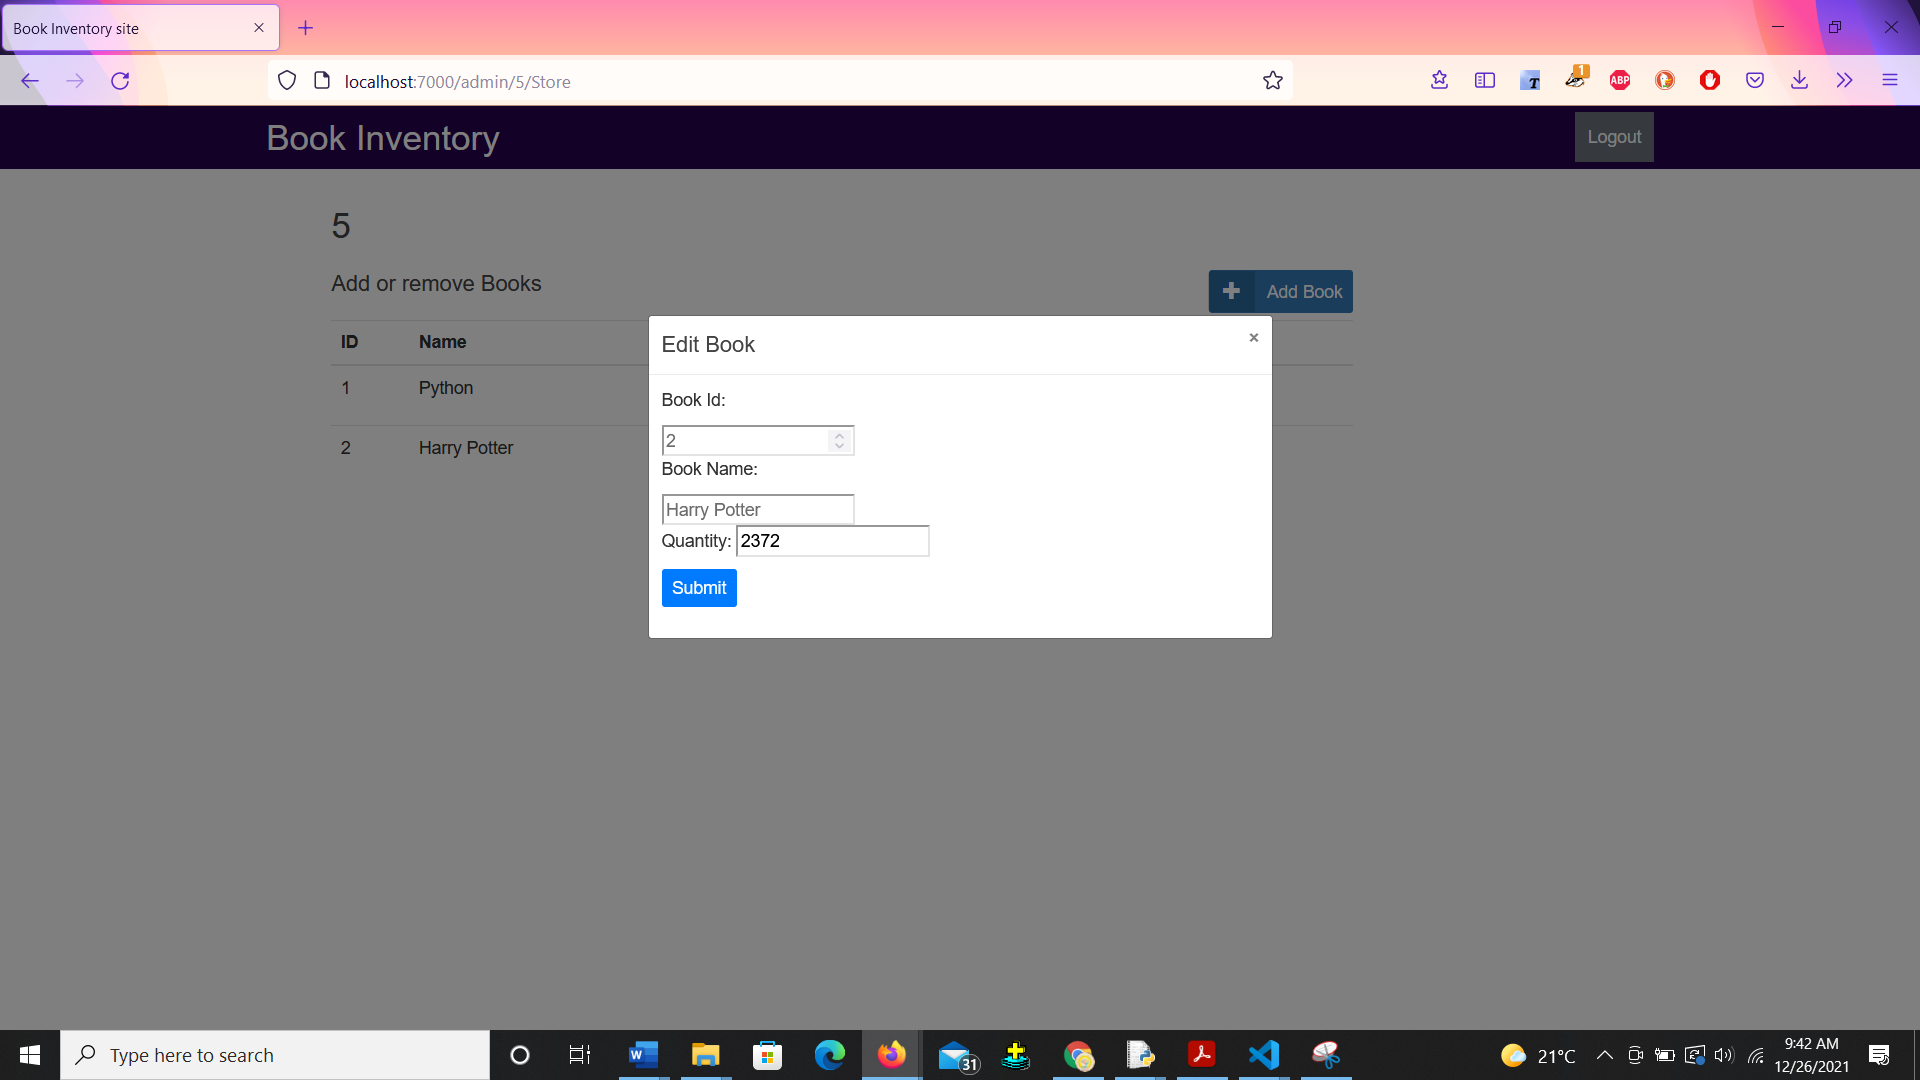 Book Inventory site
localhost:7000/admin/5/Store
1
ABP
T
Book Inventory
Logout
5
Add or remove Books
Add Book
ID Name
1 Python
2 Harry Potter
Edit Book
×
Book Id:
2
Book Name:
Harry Potter
Quantity: 2372
Submit
Type here to search
W
31
21°C
9:42 AM
12/26/2021